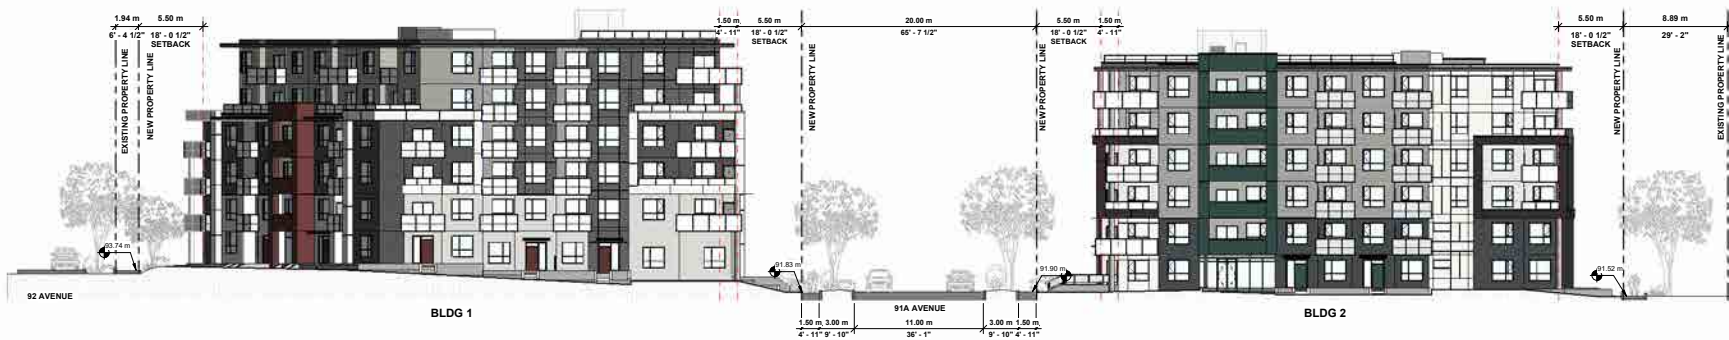 1.94 m 5.50 m 1.50 m 5.50 m 20.00 m 5.50 m 1.50 m 5.50 m 8.89 m
6' - 4 1/2" 18' - 0 1/2" 4' - 11" 18' - 0 1/2" 65' - 7 1/2" 18' - 0 1/2" 4' - 11" 18' - 0 1/2" 29' - 2"
SETBACK SETBACK SETBACK SETBACK
EXISTING PROPERTY LINE
NEW PROPERTY LINE
NEW PROPERTY LINE
NEW PROPERTY LINE
NEW PROPERTY LINE
EXISTING PROPERTY LINE
93.74 m
91.83 m
91.90 m
91.52 m
92 AVENUE
91A AVENUE
BLDG 1
BLDG 2
1.50 m 3.00 m 11.00 m 3.00 m 1.50 m
4' - 11" 9' - 10" 36' - 1" 9' - 10" 4' - 11"